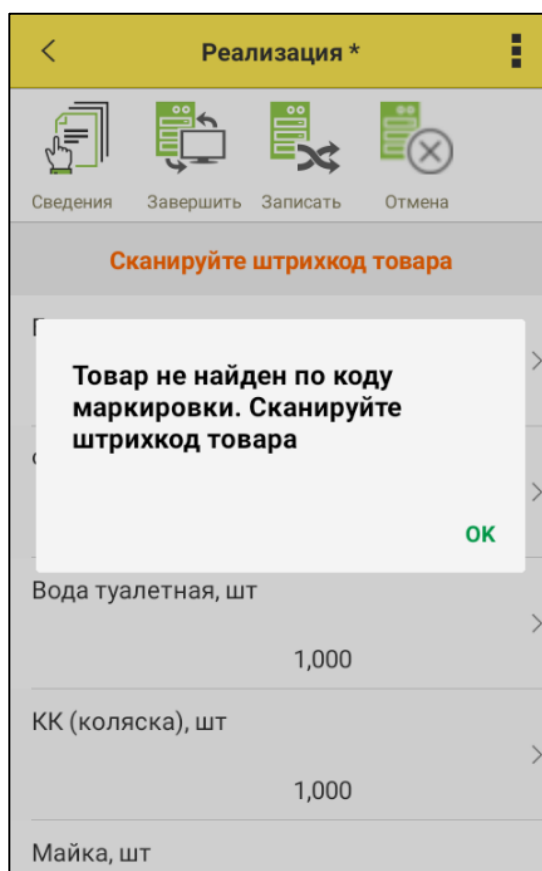 Реализация *
Сведения Завершить Записать Отмена
Сканируйте штрихкод товара
Товар не найден по коду
маркировки. Сканируйте
штрихкод товара
ОК
Вода туалетная, шт
1,000
КК (коляска), шт
1,000
Майка, шт